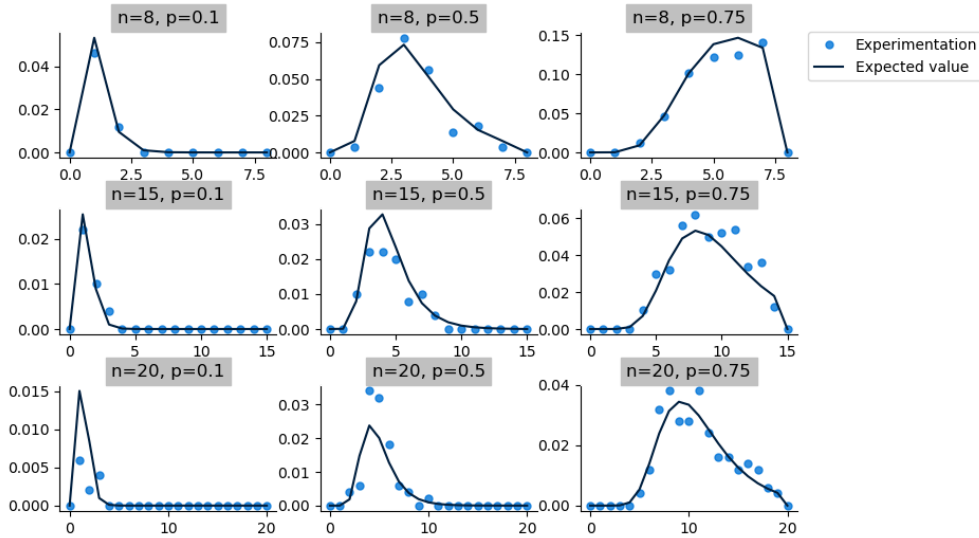 n=8, p=0.1
n=8, p=0.5
n=8, p=0.75
Experimentation
Expected value
0.04
0.02
0.00
0.0 2.5 5.0 7.5
0.075
0.050
0.025
0.000
0.0 2.5 5.0 7.5
0.15
0.10
0.05
0.00
0.0 2.5 5.0 7.5
n=15, p=0.1
n=15, p=0.5
n=15, p=0.75
0.02
0.01
0.00
0 5 10 15
0.03
0.02
0.01
0.00
0 5 10 15
0.06
0.04
0.02
0.00
0 5 10 15
n=20, p=0.1
n=20, p=0.5
n=20, p=0.75
0.015
0.010
0.005
0.000
0 10 20
0.03
0.02
0.01
0.00
0 10 20
0.04
0.02
0.00
0 10 20